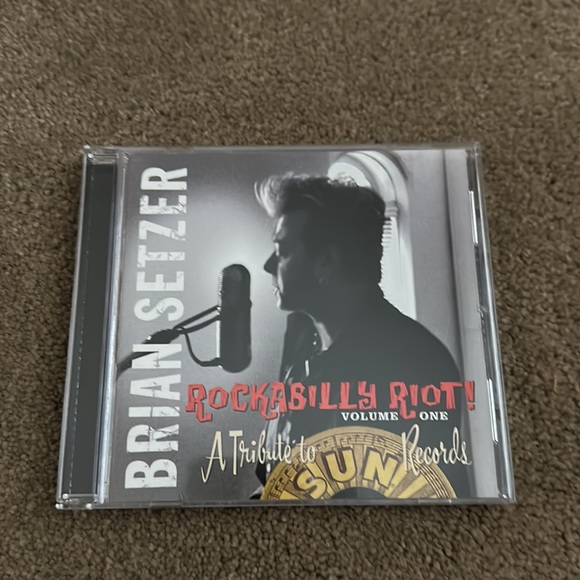 BRIAN SETZER
ROCKABILLY RIOT!
VOLUME ONE
A Tribute to SUN Records